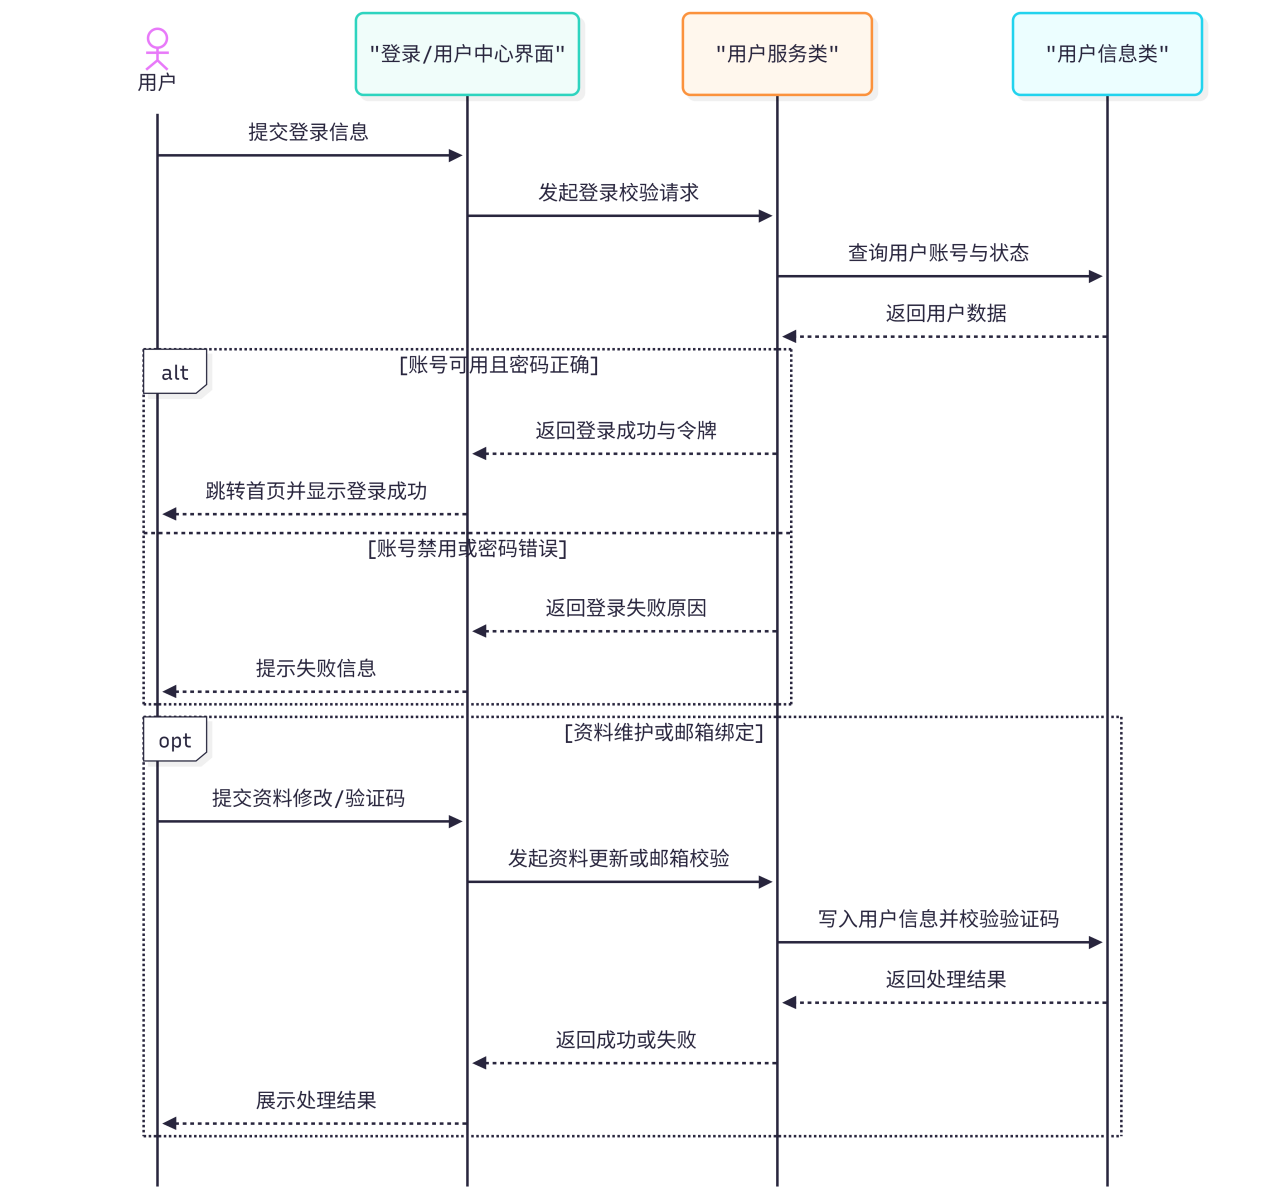 用户
"登录/用户中心界面"
"用户服务类"
"用户信息类"
提交登录信息
发起登录校验请求
查询用户账号与状态
返回用户数据
alt
[账号可用且密码正确]
返回登录成功与令牌
跳转首页并显示登录成功
[账号禁用或密码错误]
返回登录失败原因
提示失败信息
opt
[资料维护或邮箱绑定]
提交资料修改/验证码
发起资料更新或邮箱校验
写入用户信息并校验验证码
返回处理结果
返回成功或失败
展示处理结果